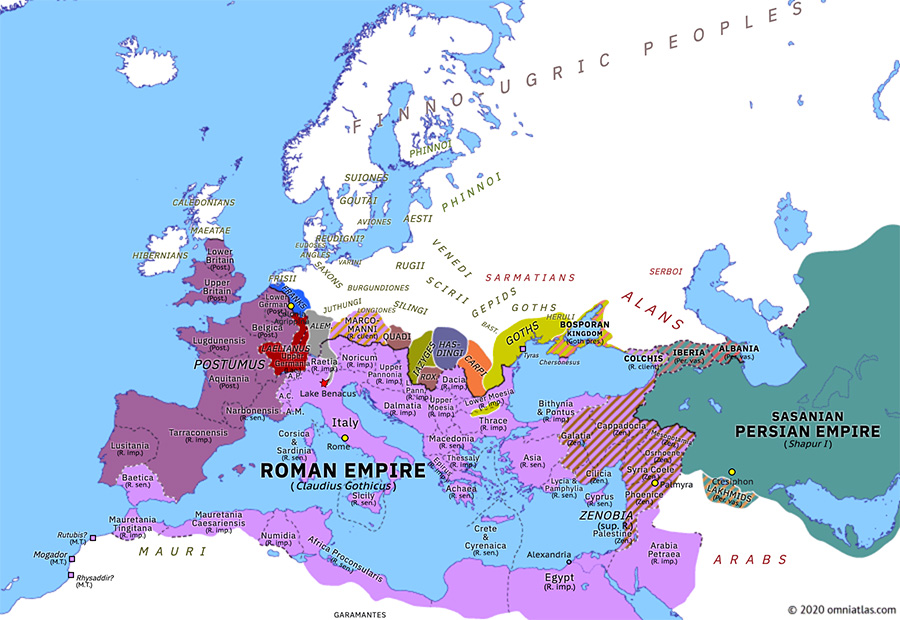 FINNO-UGRIC PEOPLES
PHINNOI
SUIONES
GOUTAI
PHINNOI
CALEDONIANS
AVIONES
AESTI
MAEATAE
REUDIGNI?
EUDOSES
HIBERNIANS
ANGLES
VARINI
VENEDI
Lower
Britain
(Post.)
SAXONS
RUGII
SARMATIANS
SERBOI
FRISII
Upper
Britain
(Post.)
BURGUNDIONES
SCIRII
GEPIDS
ALANS
FRANKS
Lower
German.
(Post.)
JUTHUNGI
LONGIONES
SILINGI
GOTHS
HERULI
BAST.
Belgica
(Post.)
ALEM.
MARCO-
MANNI
(R. client)
QUADI
IAZYGES
HAS-
DINGI
CARPI
GOTHS
BOSPORAN
KINGDOM
(Goth pres.)
Lugdunensis
(Post.)
LAELIANUS
Upper
German.
Tyras
Chersonesus
COLCHIS
(R. client)
IBERIA
(Per. vas.)
ALBANIA
(Per. vas.)
POSTUMUS
A.P.
Raetia
(R. imp.)
Noricum
(R. imp.)
Upper
Pannonia
(R. imp.)
ROX.
Dacia
(R. imp.)
Aquitania
(Post.)
A.C.
Lake Benacus
Pann.
(R. imp.)
Lower Moesia
(R. imp.)
Narbonensis
(R. sen.)
A.M.
Dalmatia
(R. imp.)
Upper
Moesia
(R. imp.)
Thrace
(R. imp.)
Bithynia
& Pontus
(R. imp.)
SASANIAN
PERSIAN EMPIRE
(Shapur I)
Italy
Rome
Tarraconensis
(R. imp.)
Lusitania
(R. imp.)
Corsica
&
Sardinia
(R. sen.)
Macedonia
(R. sen.)
Galatia
(Zen.)
Cappadocia
(Zen.)
Mesopotamia
(Zen.)
Osrhoene
(Zen.)
ROMAN EMPIRE
(Claudius Gothicus)
Thessaly
(R. imp.)
Epirus
(R. imp.)
Asia
(R. sen.)
Syria Coele
(Zen.)
Ctesiphon
Baetica
(R. sen.)
Sicily
(R. sen.)
Achaea
(R. sen.)
Lycia &
Pamphylia
(R. sen.)
Cilicia
(Zen.)
Palmyra
LAKHMIDS
(Per. vas.)
Cyprus
(R. sen.)
Phoenice
(Zen.)
Mauretania
Tingitana
(R. imp.)
Mauretania
Caesariensis
(R. imp.)
ZENOBIA
(sup. R.)
Palestine
(Zen.)
Rutubis?
(M.T.)
Numidia
(R. imp.)
Africa Proconsularis
(R. sen.)
Crete
&
Cyrenaica
(R. sen.)
Mogador
(M.T.)
MAURI
Alexandria
Arabia
Petraea
(R. imp.)
ARABS
Rhysaddir?
(M.T.)
Egypt
(R. imp.)
GARAMANTES
© 2020 omniatlas.com